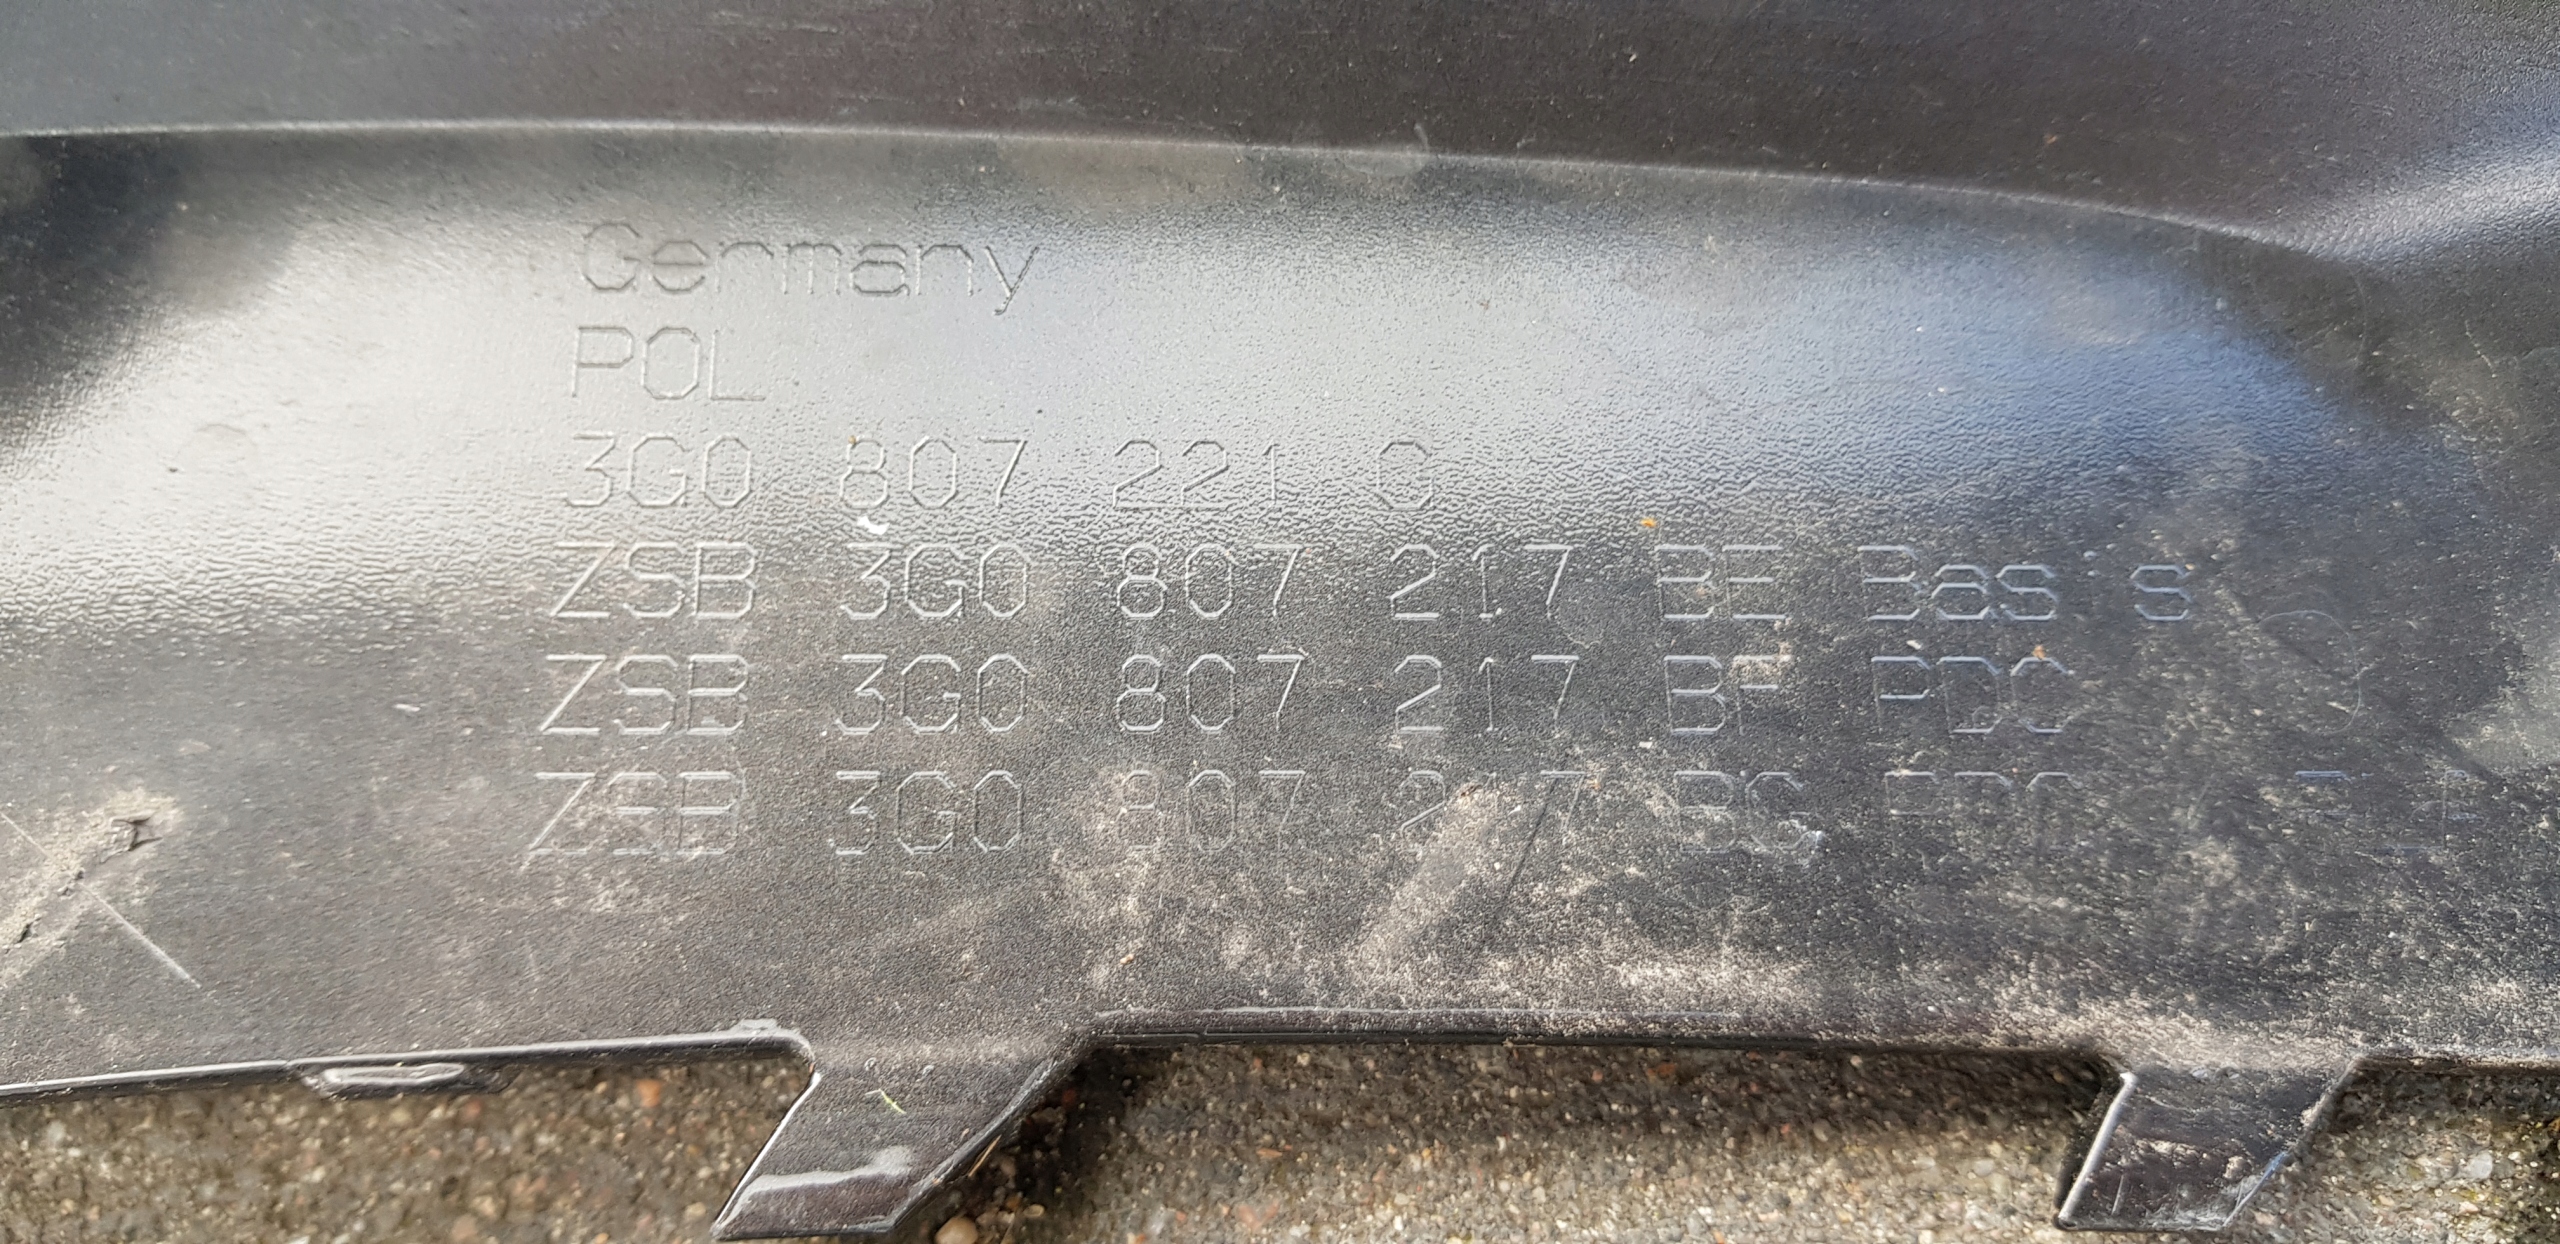 Germany
POL
3G0 807 221 G
ZSB 3G0 807 217 BE Basis
ZSB 3G0 807 217 BF PDC
ZSB 3G0 807 217 BG PDC